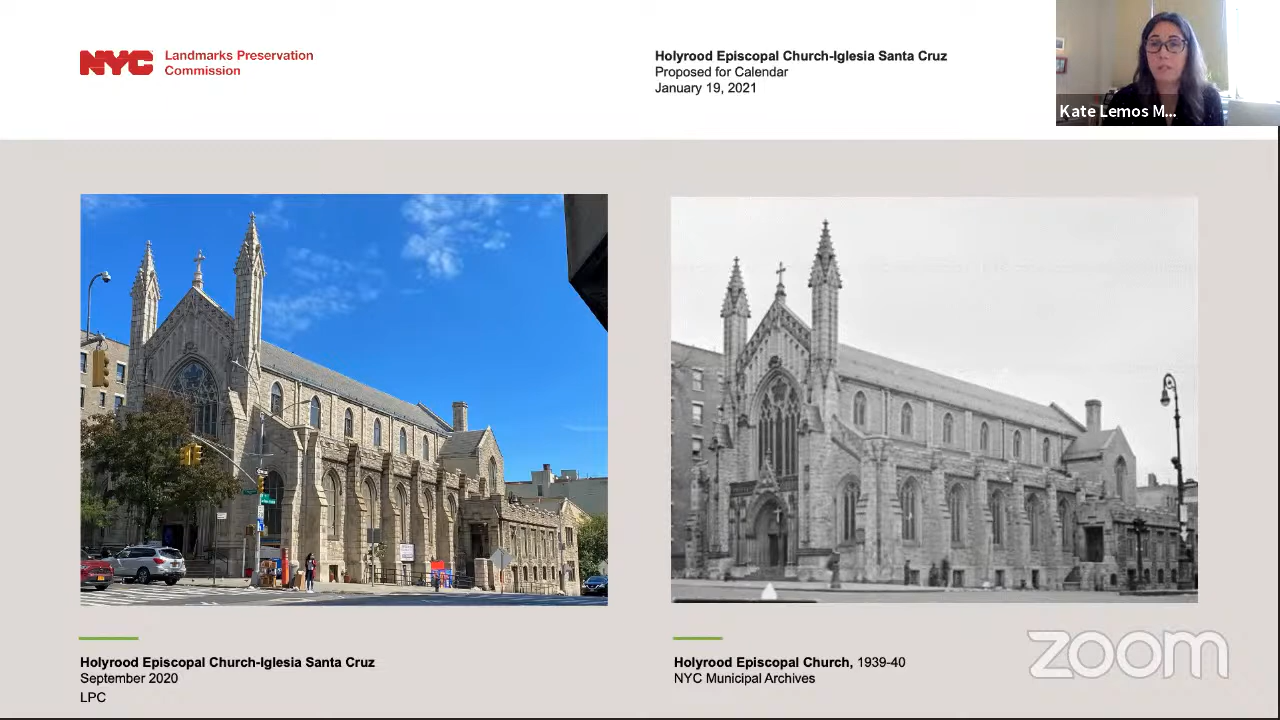 NYC
Landmarks Preservation
Commission
Holyrood Episcopal Church-Iglesia Santa Cruz
Proposed for Calendar
January 19, 2021
Kate Lemos M...
Holyrood Episcopal Church-Iglesia Santa Cruz
September 2020
LPC
Holyrood Episcopal Church, 1939-40
NYC Municipal Archives
zoom